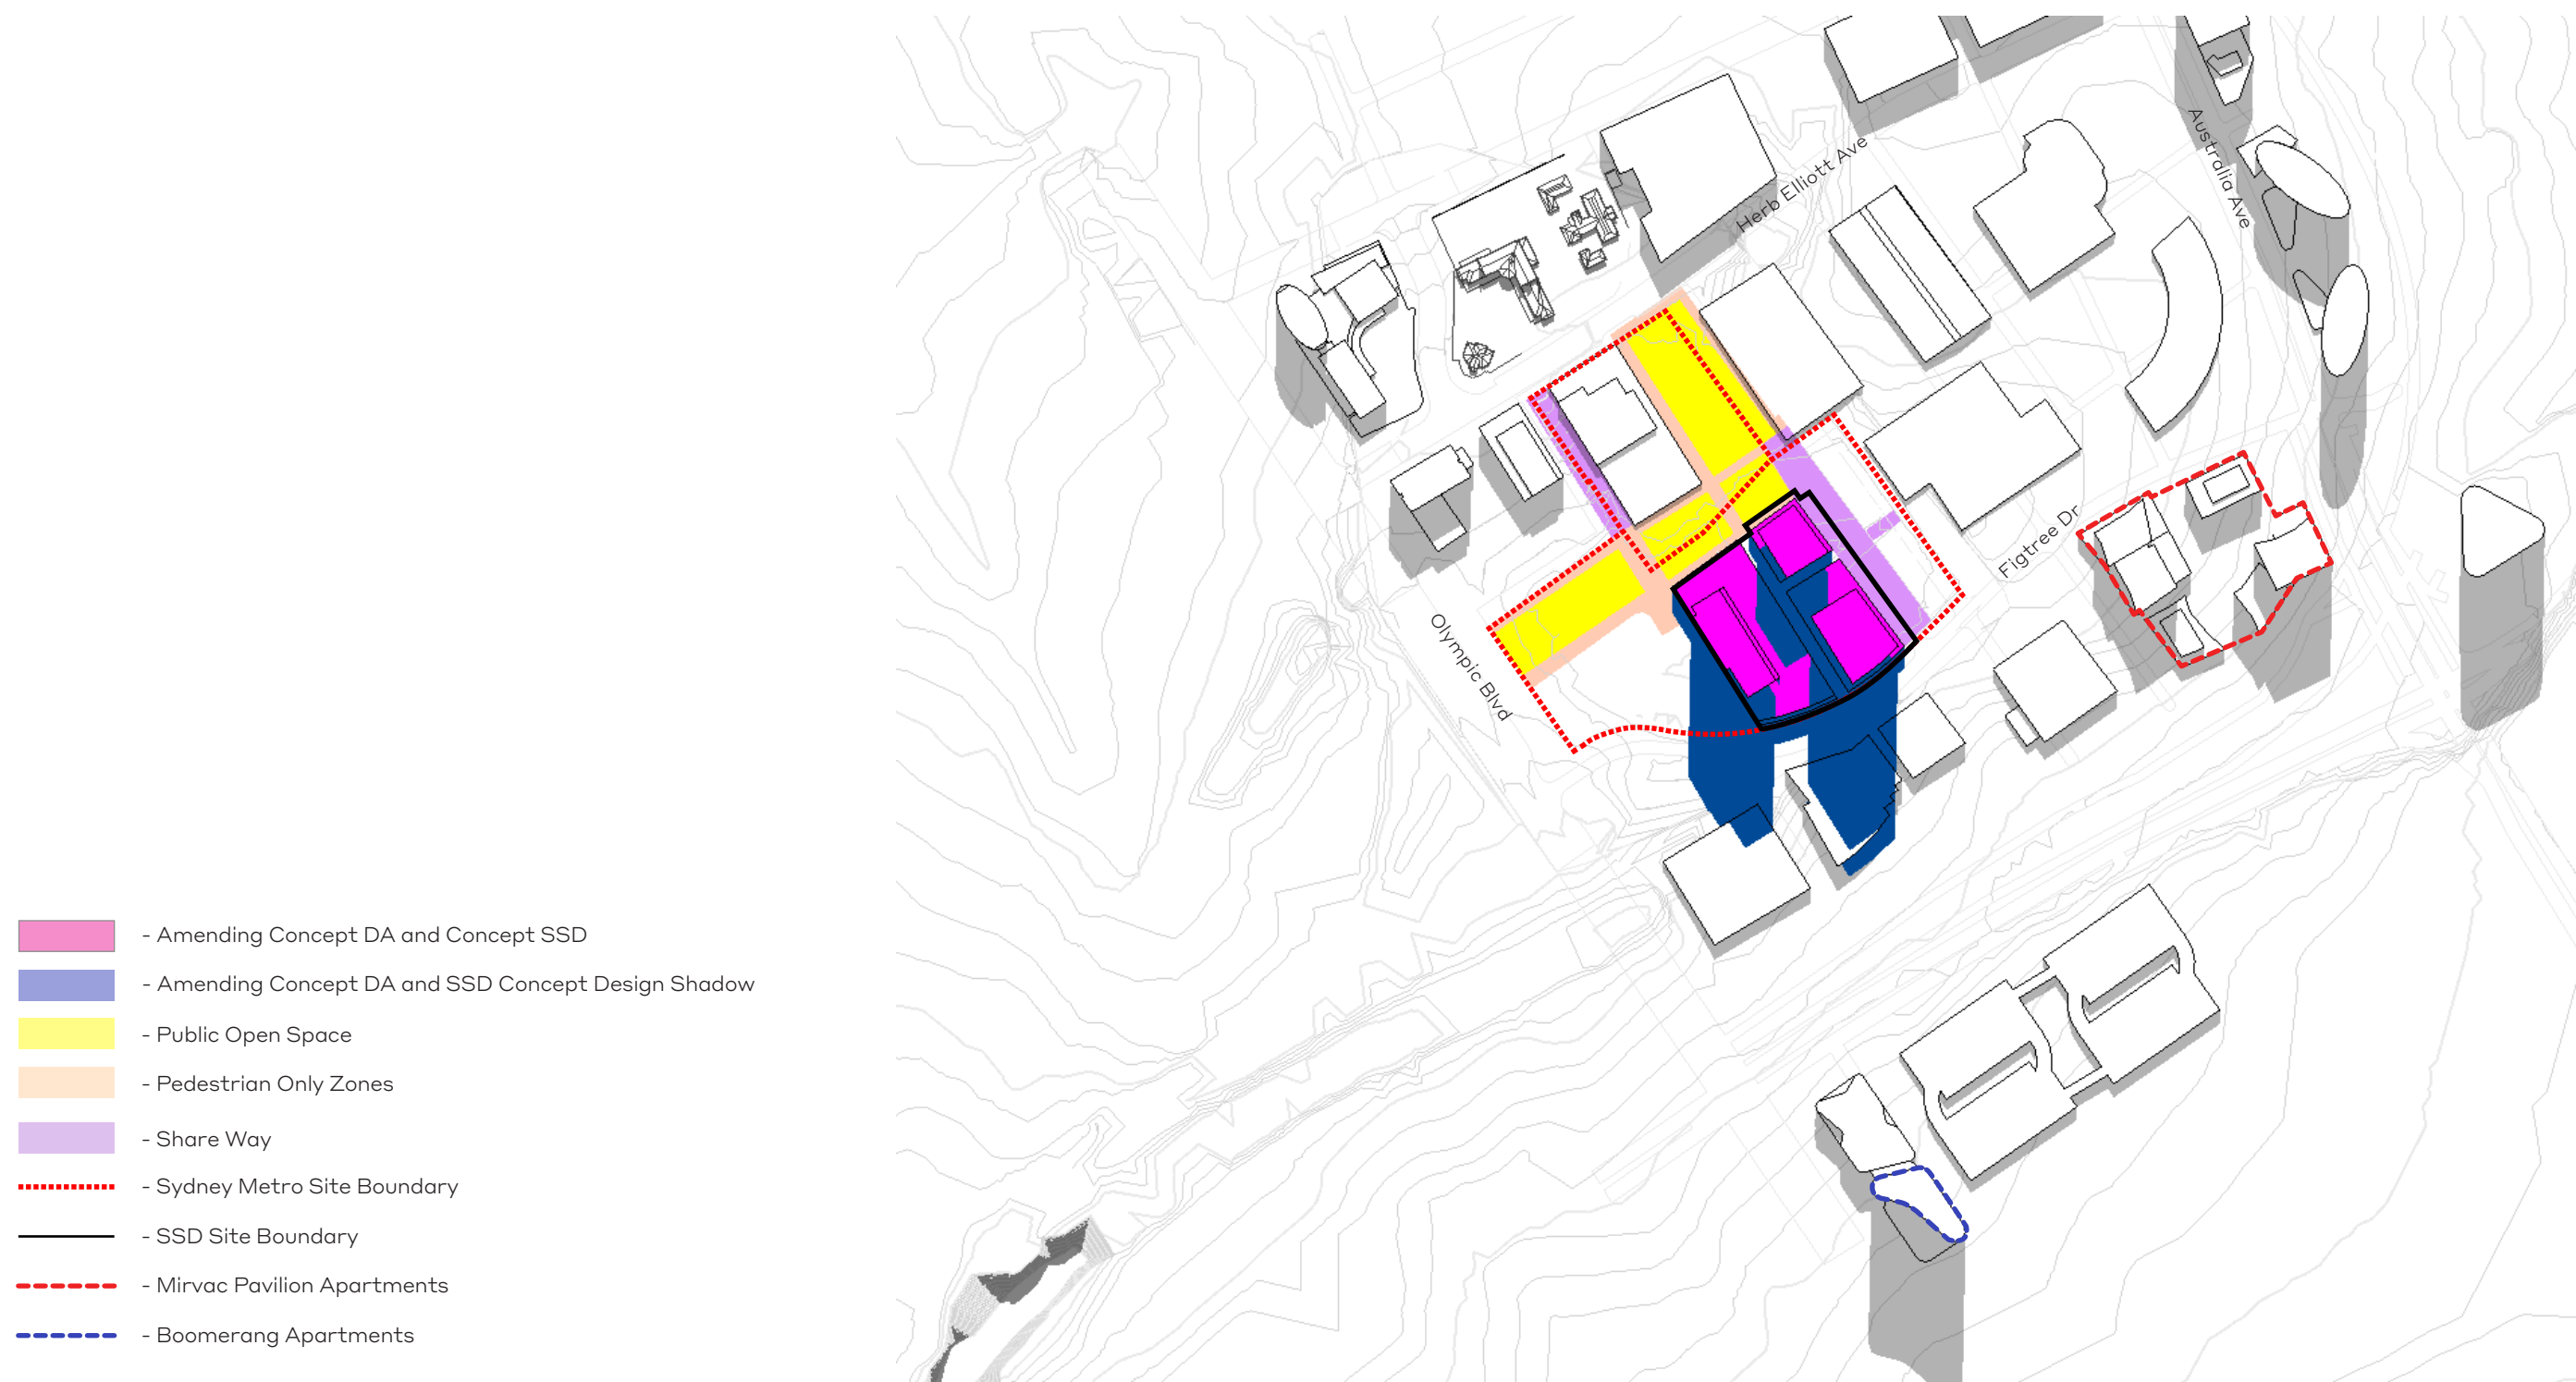 Australia Ave
Herb Elliott Ave
Figtree Dr
Olympic Blvd
- Amending Concept DA and Concept SSD
- Amending Concept DA and SSD Concept Design Shadow
- Public Open Space
- Pedestrian Only Zones
- Share Way
- Sydney Metro Site Boundary
- SSD Site Boundary
- Mirvac Pavilion Apartments
- Boomerang Apartments